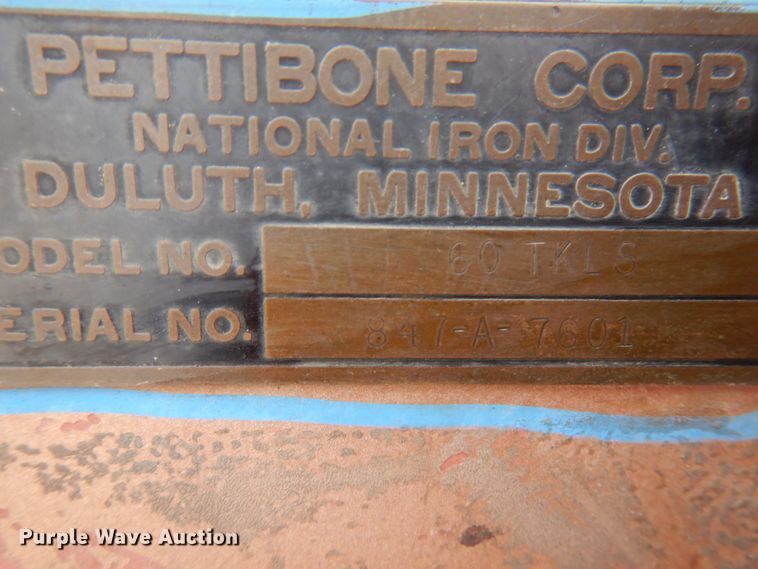 PETTIBONE CORP.
NATIONAL IRON DIV.
DULUTH, MINNESOTA
ODEL NO. 60 TKLS
ERIAL NO. 847-A-7601
Purple Wave Auction